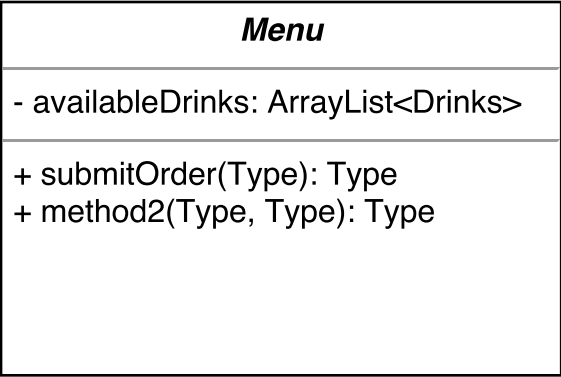 Menu
- availableDrinks: ArrayList<Drinks>
+ submitOrder(Type): Type
+ method2(Type, Type): Type